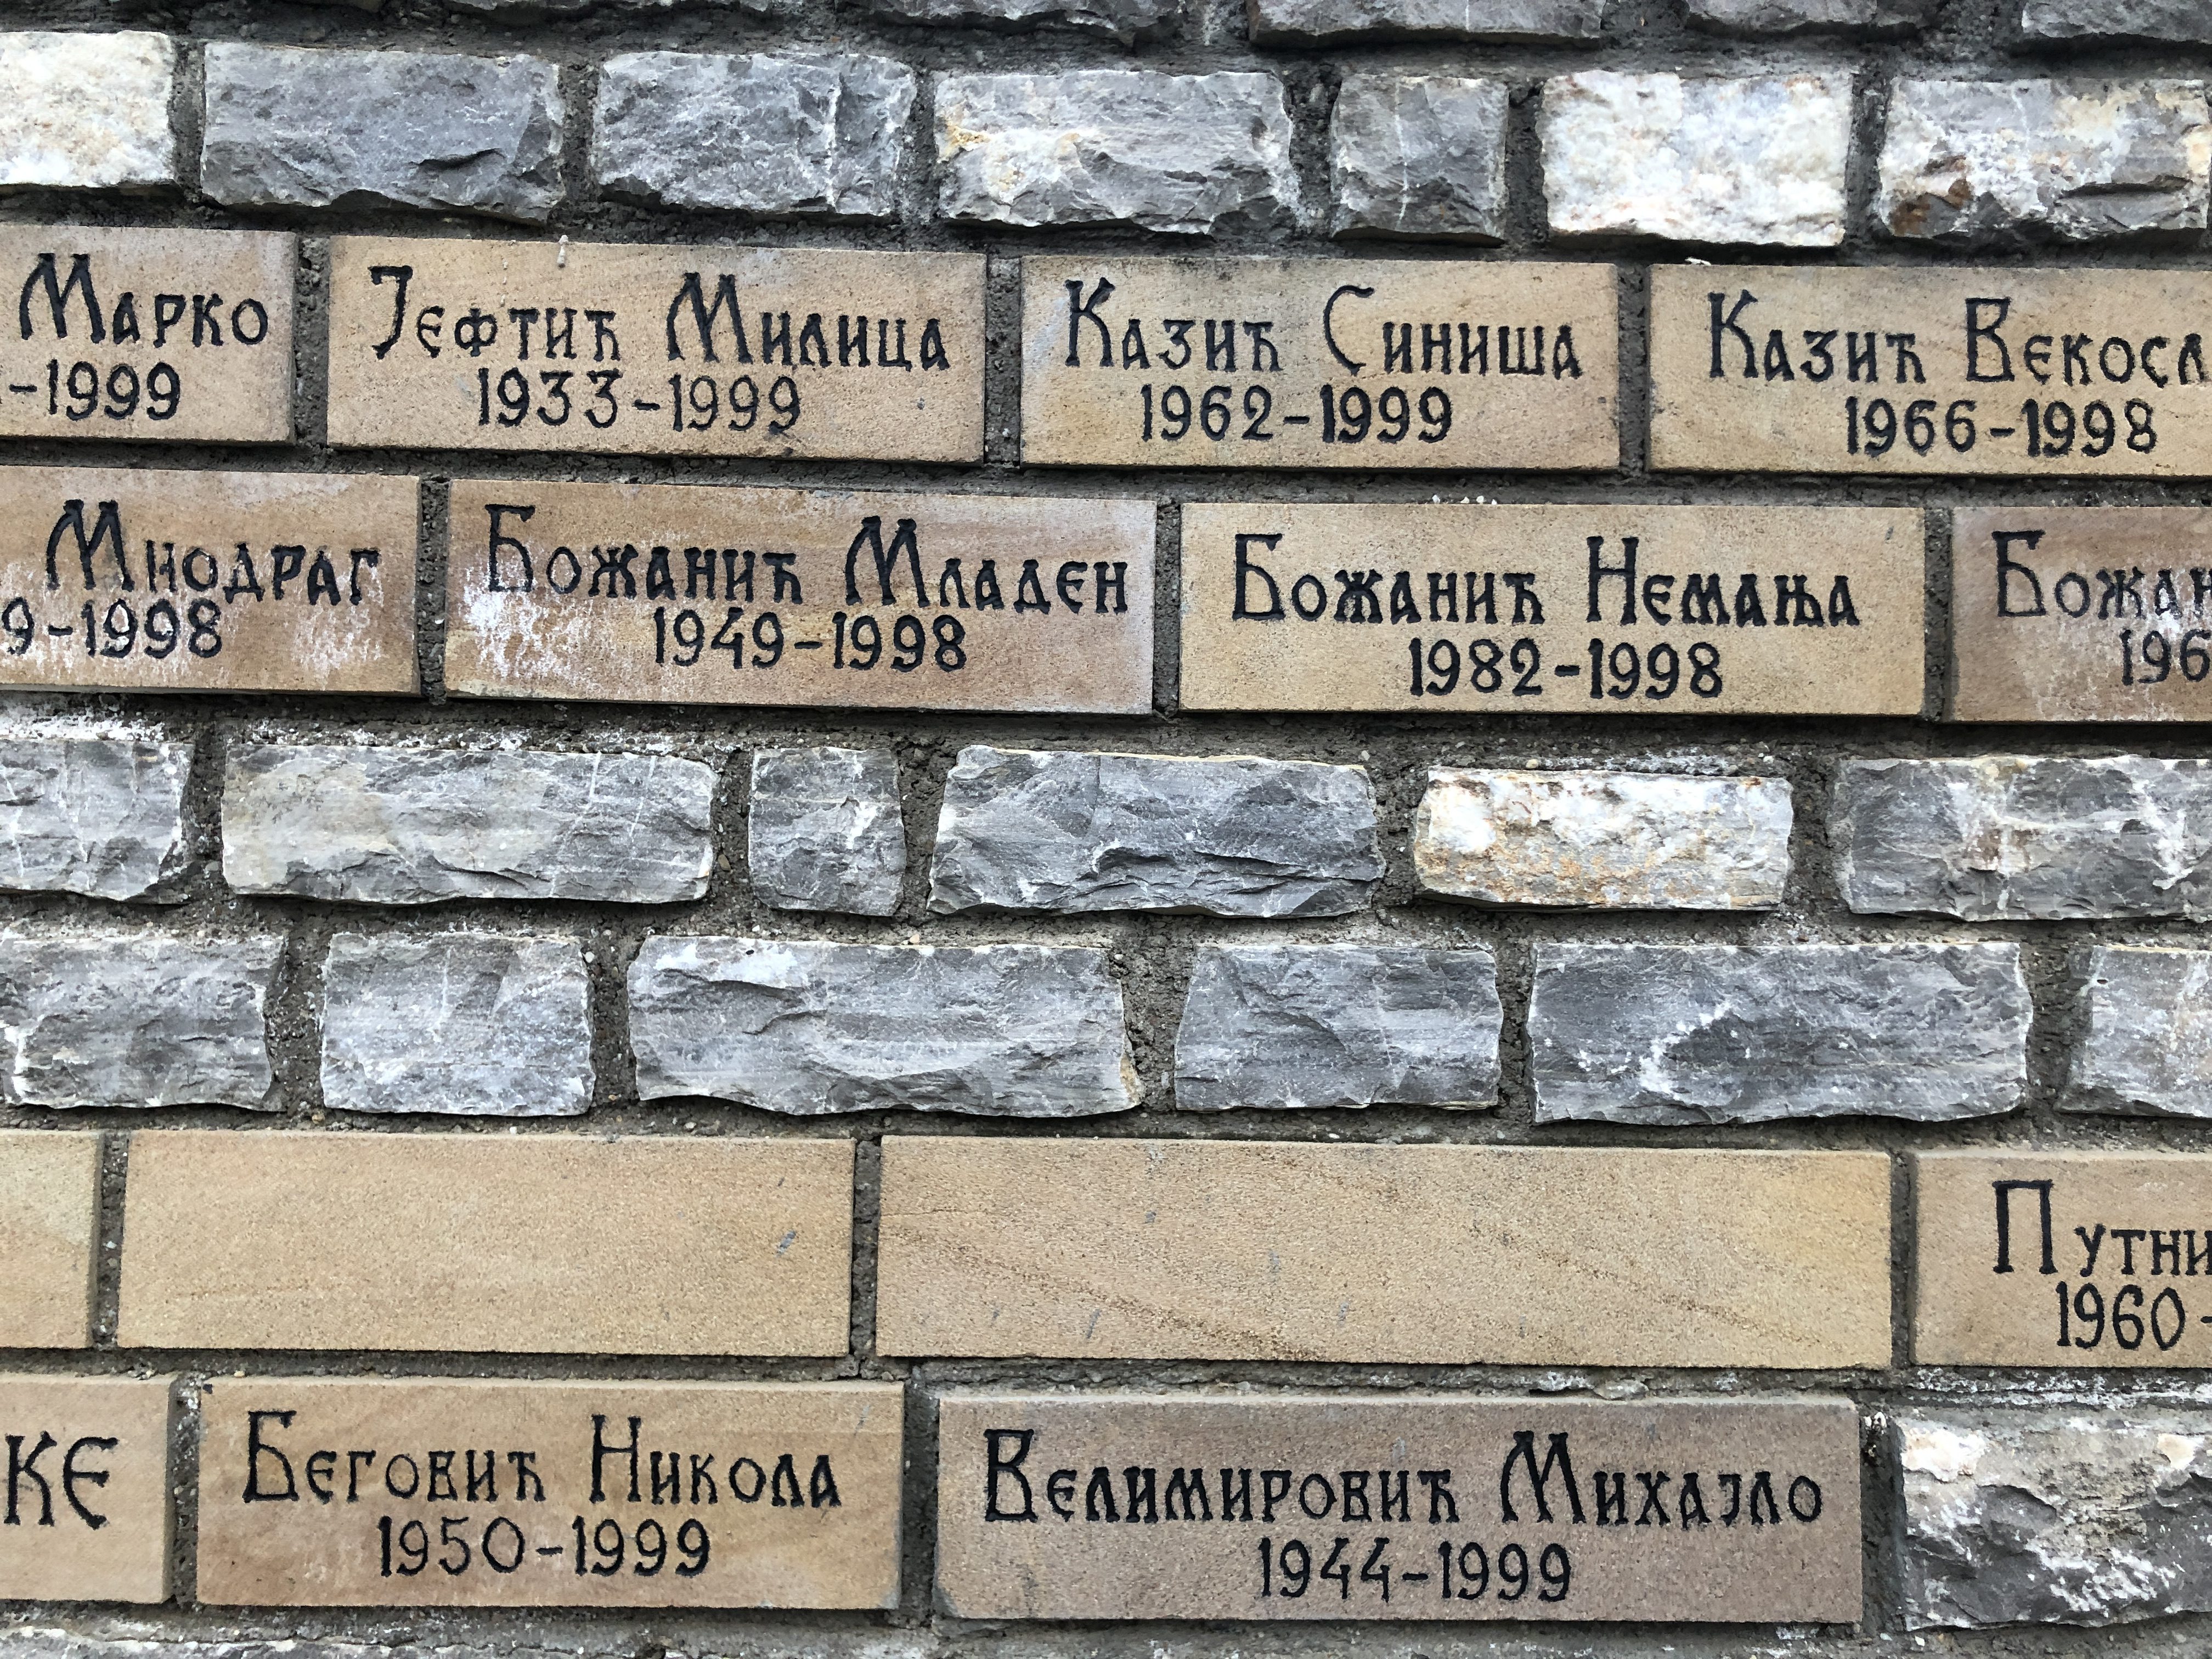 Марко
-1999
Јефтић Милица
1933-1999
Казић Синиша
1962-1999
Казић Векосл
1966-1998
Миодраг
9-1998
Божанић Младен
1949-1998
Божанић Немања
1982-1998
Божан
196
Путни
1960-
КЕ
Беговић Никола
1950-1999
Велимировић Михајло
1944-1999